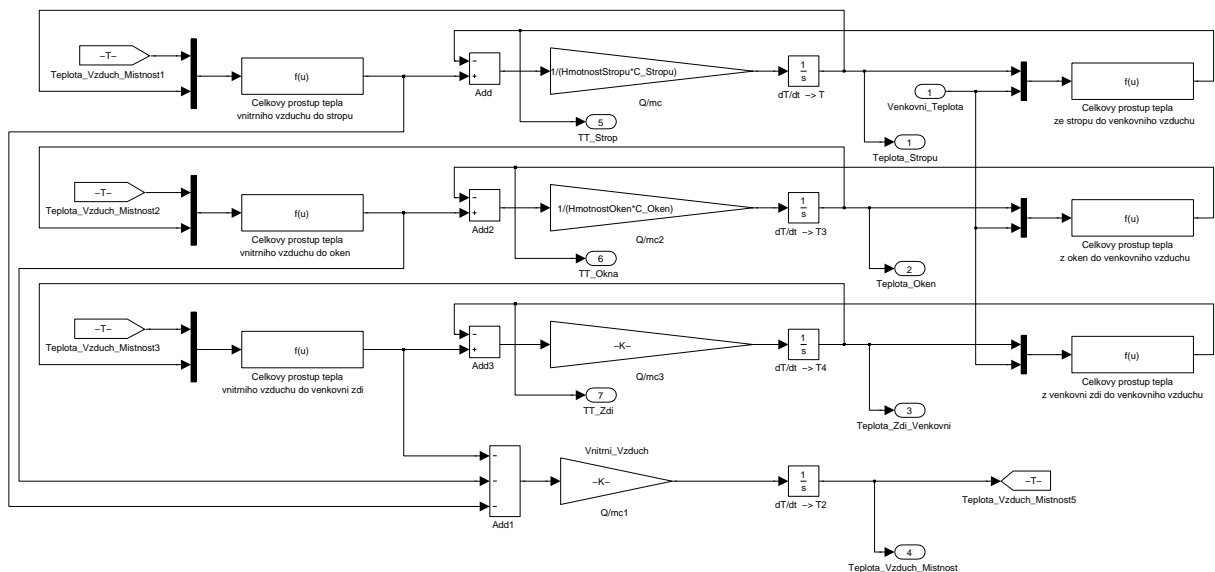 −T−
Teplota_Vzduch_Mistnost1
f(u)
Celkovy prostup tepla
vnitrniho vzduchu do stropu
−
+
Add
1/(HmotnostStropu*C_Stropu)
Q/mc
1
s
dT/dt −> T
5
TT_Strop
1
Venkovni_Teplota
1
Teplota_Stropu
f(u)
Celkovy prostup tepla
ze stropu do venkovniho vzduchu
−T−
Teplota_Vzduch_Mistnost2
f(u)
Celkovy prostup tepla
vnitrniho vzduchu do oken
−
+
Add2
1/(HmotnostOken*C_Oken)
Q/mc2
1
s
dT/dt −> T3
6
TT_Okna
2
Teplota_Oken
f(u)
Celkovy prostup tepla
z oken do venkovniho vzduchu
−T−
Teplota_Vzduch_Mistnost3
f(u)
Celkovy prostup tepla
vnitrniho vzduchu do venkovni zdi
−
+
Add3
−K−
Q/mc3
1
s
dT/dt −> T4
7
TT_Zdi
3
Teplota_Zdi_Venkovni
f(u)
Celkovy prostup tepla
z venkovni zdi do venkovniho vzduchu
−
−
−
Add1
Vnitrni_Vzduch
−K−
Q/mc1
1
s
dT/dt −> T2
−T−
Teplota_Vzduch_Mistnost5
4
Teplota_Vzduch_Mistnost